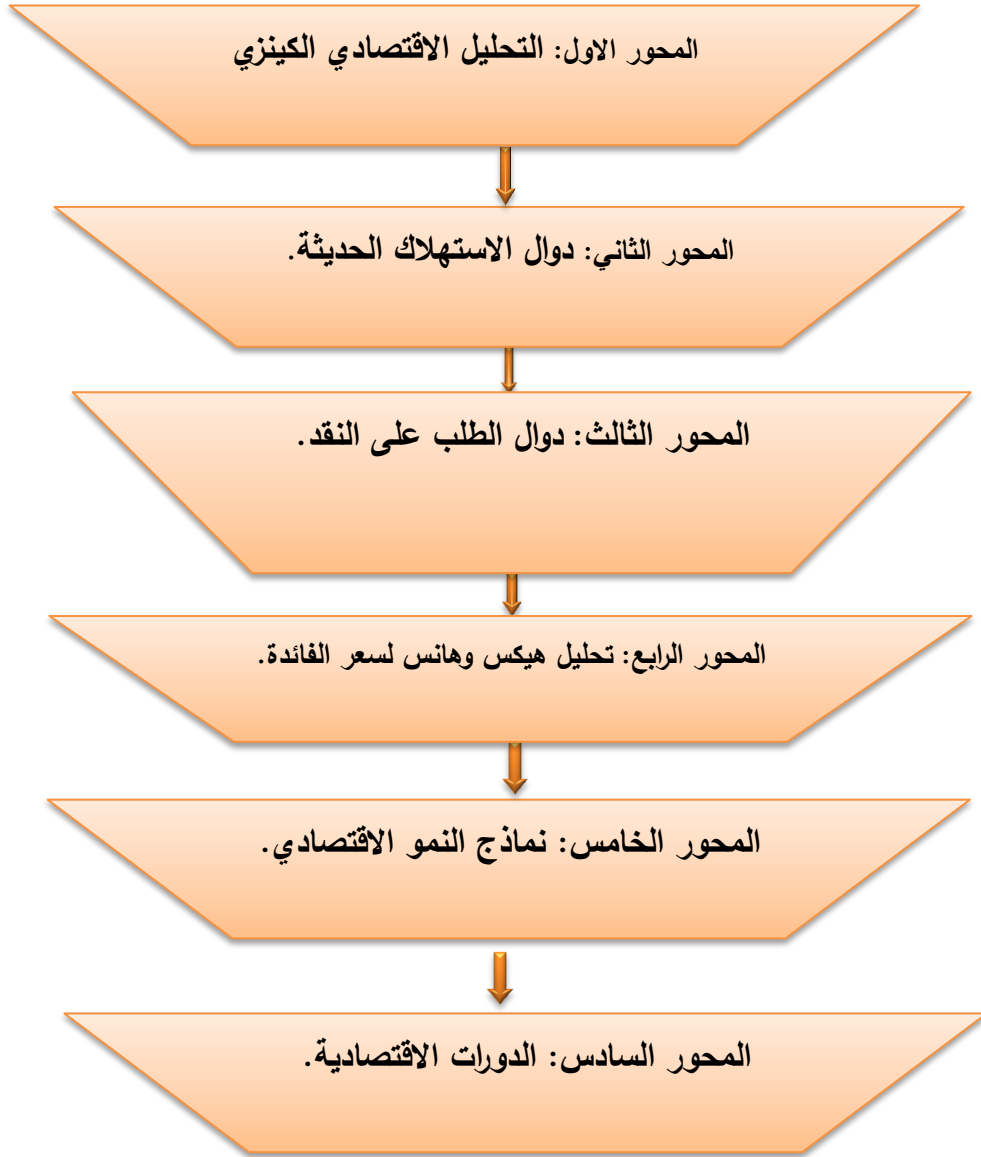 المحور الاول: التحليل الاقتصادي الكينزي
المحور الثاني: دوال الاستهلاك الحديثة.
المحور الثالث: دوال الطلب على النقد.
المحور الرابع: تحليل هيكس وهانس لسعر الفائدة.
المحور الخامس: نماذج النمو الاقتصادي.
المحور السادس: الدورات الاقتصادية.